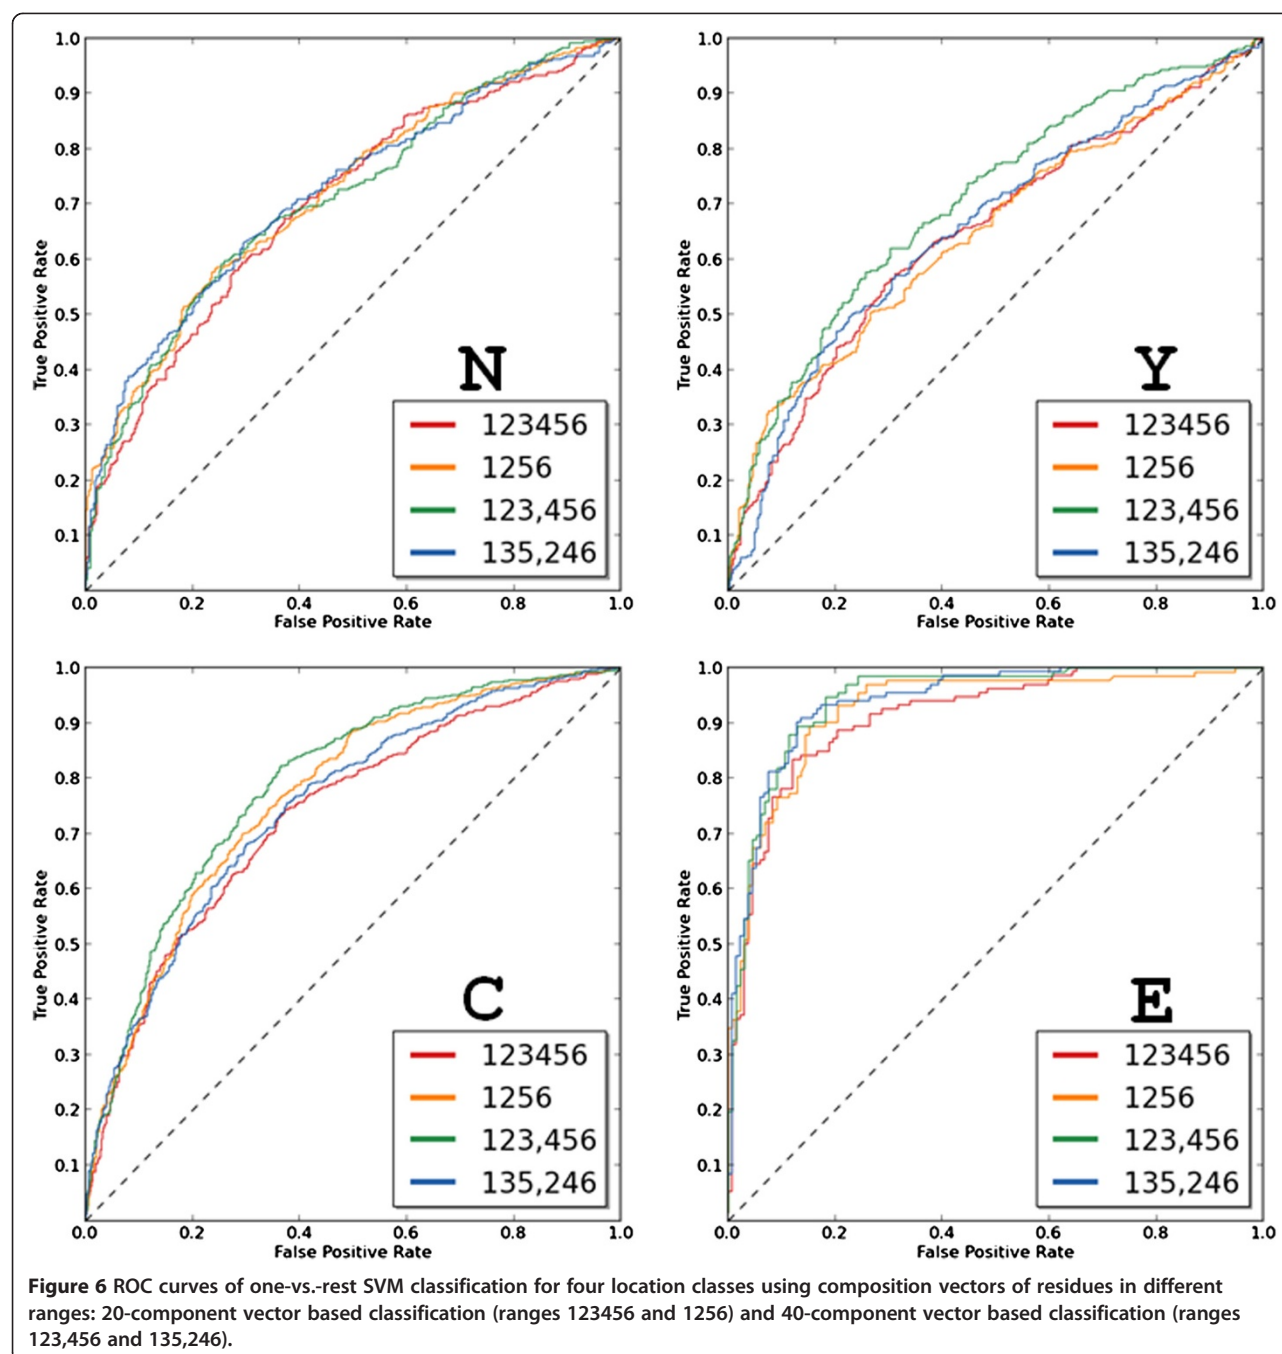 1.0
0.9
0.8
0.7
0.6
0.5
0.4
0.3
0.2
0.1
True Positive Rate
N
123456
1256
123,456
135,246
0.0 0.2 0.4 0.6 0.8 1.0
False Positive Rate
1.0
0.9
0.8
0.7
0.6
0.5
0.4
0.3
0.2
0.1
True Positive Rate
Y
123456
1256
123,456
135,246
0.0 0.2 0.4 0.6 0.8 1.0
False Positive Rate
1.0
0.9
0.8
0.7
0.6
0.5
0.4
0.3
0.2
0.1
True Positive Rate
C
123456
1256
123,456
135,246
0.0 0.2 0.4 0.6 0.8 1.0
False Positive Rate
1.0
0.9
0.8
0.7
0.6
0.5
0.4
0.3
0.2
0.1
True Positive Rate
E
123456
1256
123,456
135,246
0.0 0.2 0.4 0.6 0.8 1.0
False Positive Rate
Figure 6 ROC curves of one-vs.-rest SVM classification for four location classes using composition vectors of residues in different
ranges: 20-component vector based classification (ranges 123456 and 1256) and 40-component vector based classification (ranges
123,456 and 135,246).